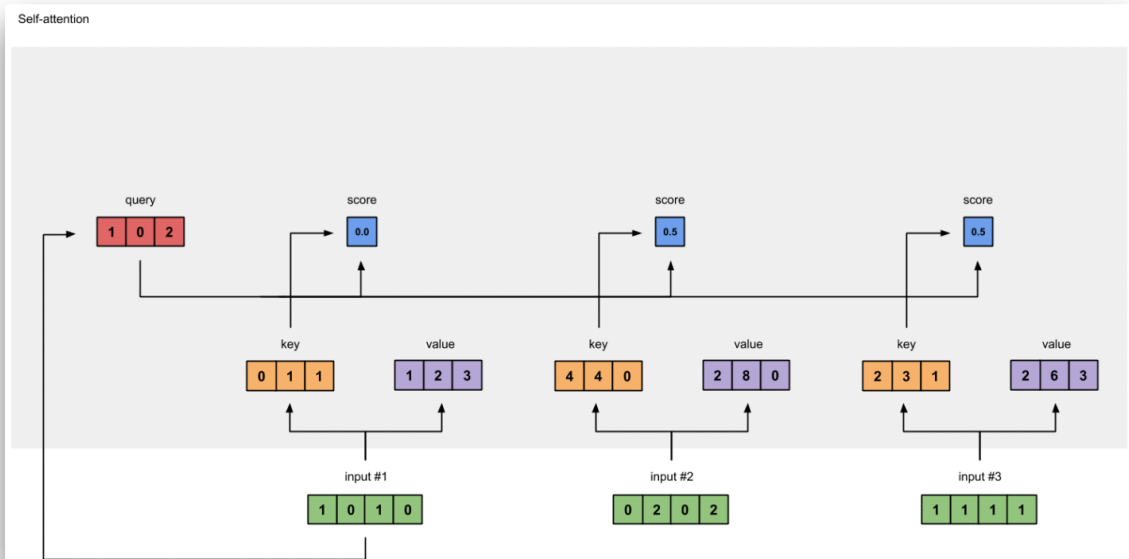 Self-attention
query score score score
1 0 2 0.0 0.5 0.5
key value key value key value
0 1 1 1 2 3 4 4 0 2 8 0 2 3 1 2 6 3
input #1 input #2 input #3
1 0 1 0 0 2 0 2 1 1 1 1